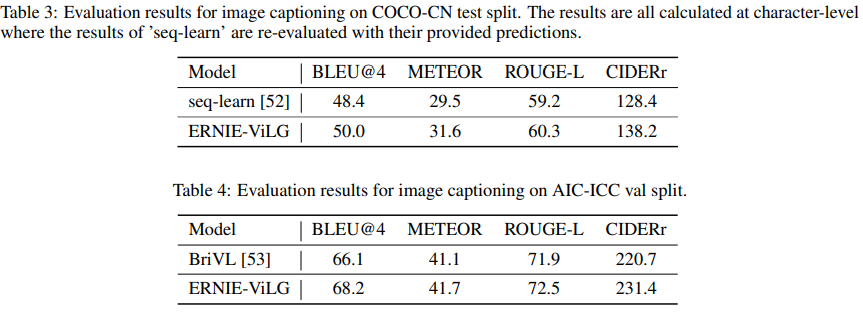 Table 3: Evaluation results for image captioning on COCO-CN test split. The results are all calculated at character-level
where the results of 'seq-learn' are re-evaluated with their provided predictions.
Model BLEU@4 METEOR ROUGE-L CIDERr
seq-learn [52] 48.4 29.5 59.2 128.4
ERNIE-ViLG 50.0 31.6 60.3 138.2
Table 4: Evaluation results for image captioning on AIC-ICC val split.
Model BLEU@4 METEOR ROUGE-L CIDERr
BriVL [53] 66.1 41.1 71.9 220.7
ERNIE-ViLG 68.2 41.7 72.5 231.4